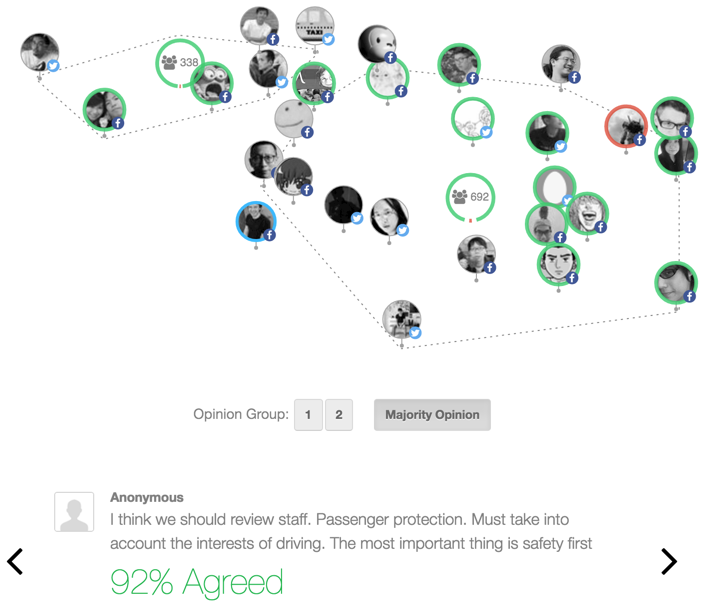 TAXI
338
692
Opinion Group: 1 2 Majority Opinion
Anonymous
I think we should review staff. Passenger protection. Must take into
account the interests of driving. The most important thing is safety first
92% Agreed